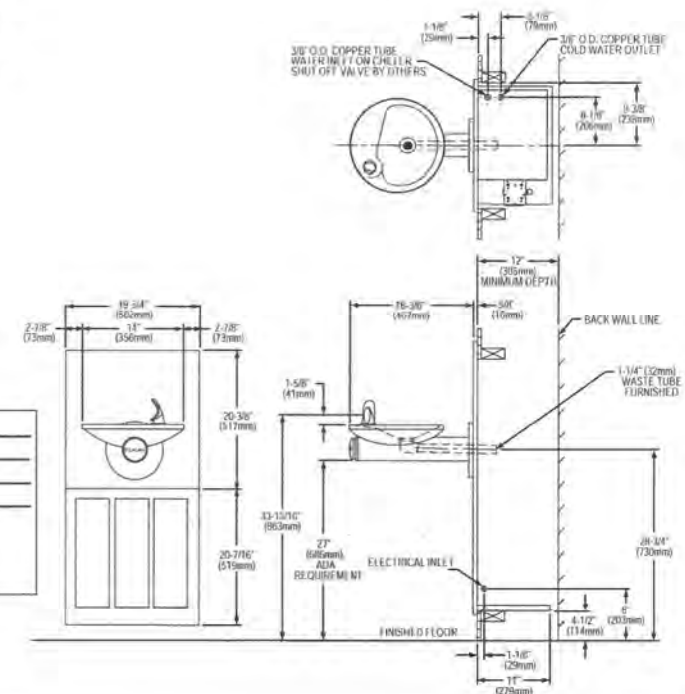 1-1/8"
(29mm)
3-1/8"
(79mm)
3/8" O.D. COPPER TUBE
WATER INLET ON CHILLER
SHUT OFF VALVE BY OTHERS
3/8" O.D. COPPER TUBE
COLD WATER OUTLET
8-1/8"
(206mm)
9-3/8"
(238mm)
12"
(305mm)
MINIMUM DEPTH
19-3/4"
(502mm)
2-7/8"
(73mm)
14"
(356mm)
2-7/8"
(73mm)
18-3/8"
(467mm)
5/8"
(16mm)
BACK WALL LINE
1-5/8"
(41mm)
1-1/4" (32mm)
WASTE TUBE
FURNISHED
20-3/8"
(517mm)
33-13/16"
(863mm)
27"
(686mm)
ADA
REQUIREMENT
28-3/4"
(730mm)
20-7/16"
(519mm)
ELECTRICAL INLET
FINISHED FLOOR
4-1/2"
(114mm)
(203mm)
1-1/8"
(29mm)
11"
(279mm)